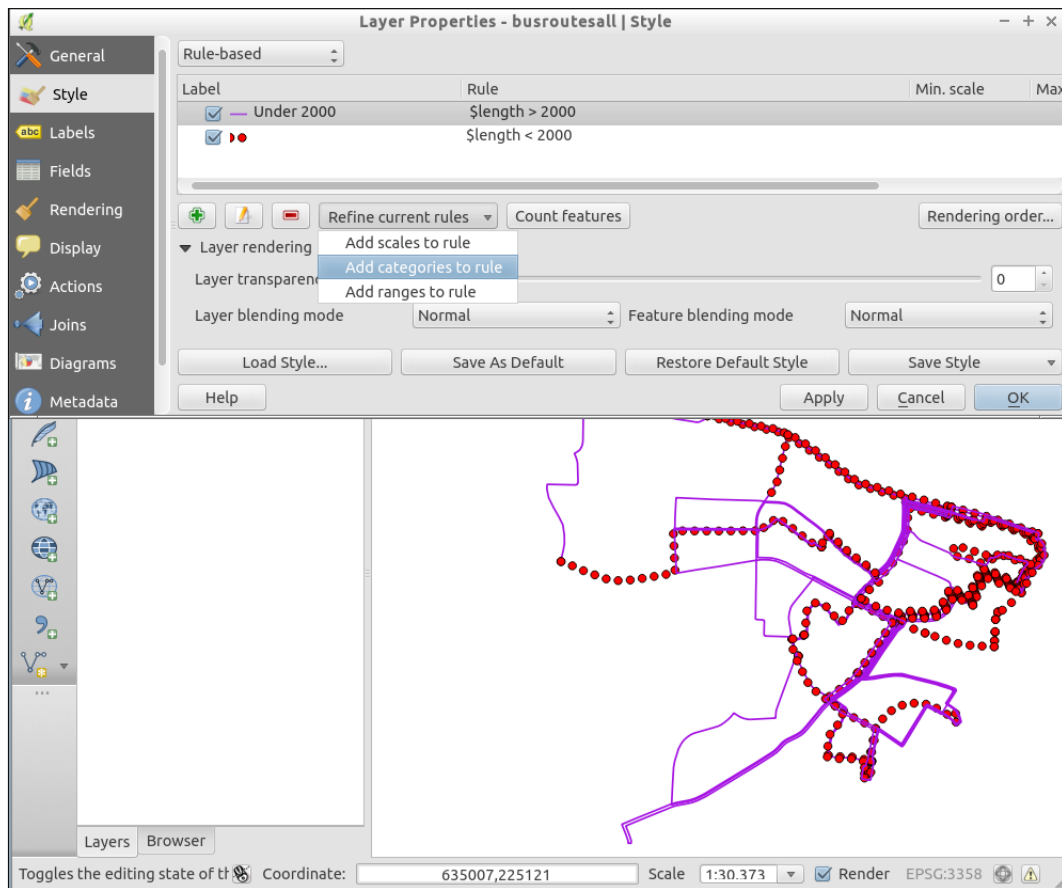 Layer Properties - busroutesall | Style
General
Style
Labels
Fields
Rendering
Display
Actions
Joins
Diagrams
Metadata
Rule-based
Label Rule Min. scale Max
Under 2000 $length > 2000
$length < 2000
Refine current rules Count features Rendering order...
Add scales to rule
Add categories to rule
Add ranges to rule
Layer rendering
Layer transparen 0
Layer blending mode Normal Feature blending mode Normal
Load Style... Save As Default Restore Default Style Save Style
Help Apply Cancel OK
abc
Layers Browser
Toggles the editing state of th Coordinate: 635007,225121 Scale 1:30.373 Render EPSG:3358